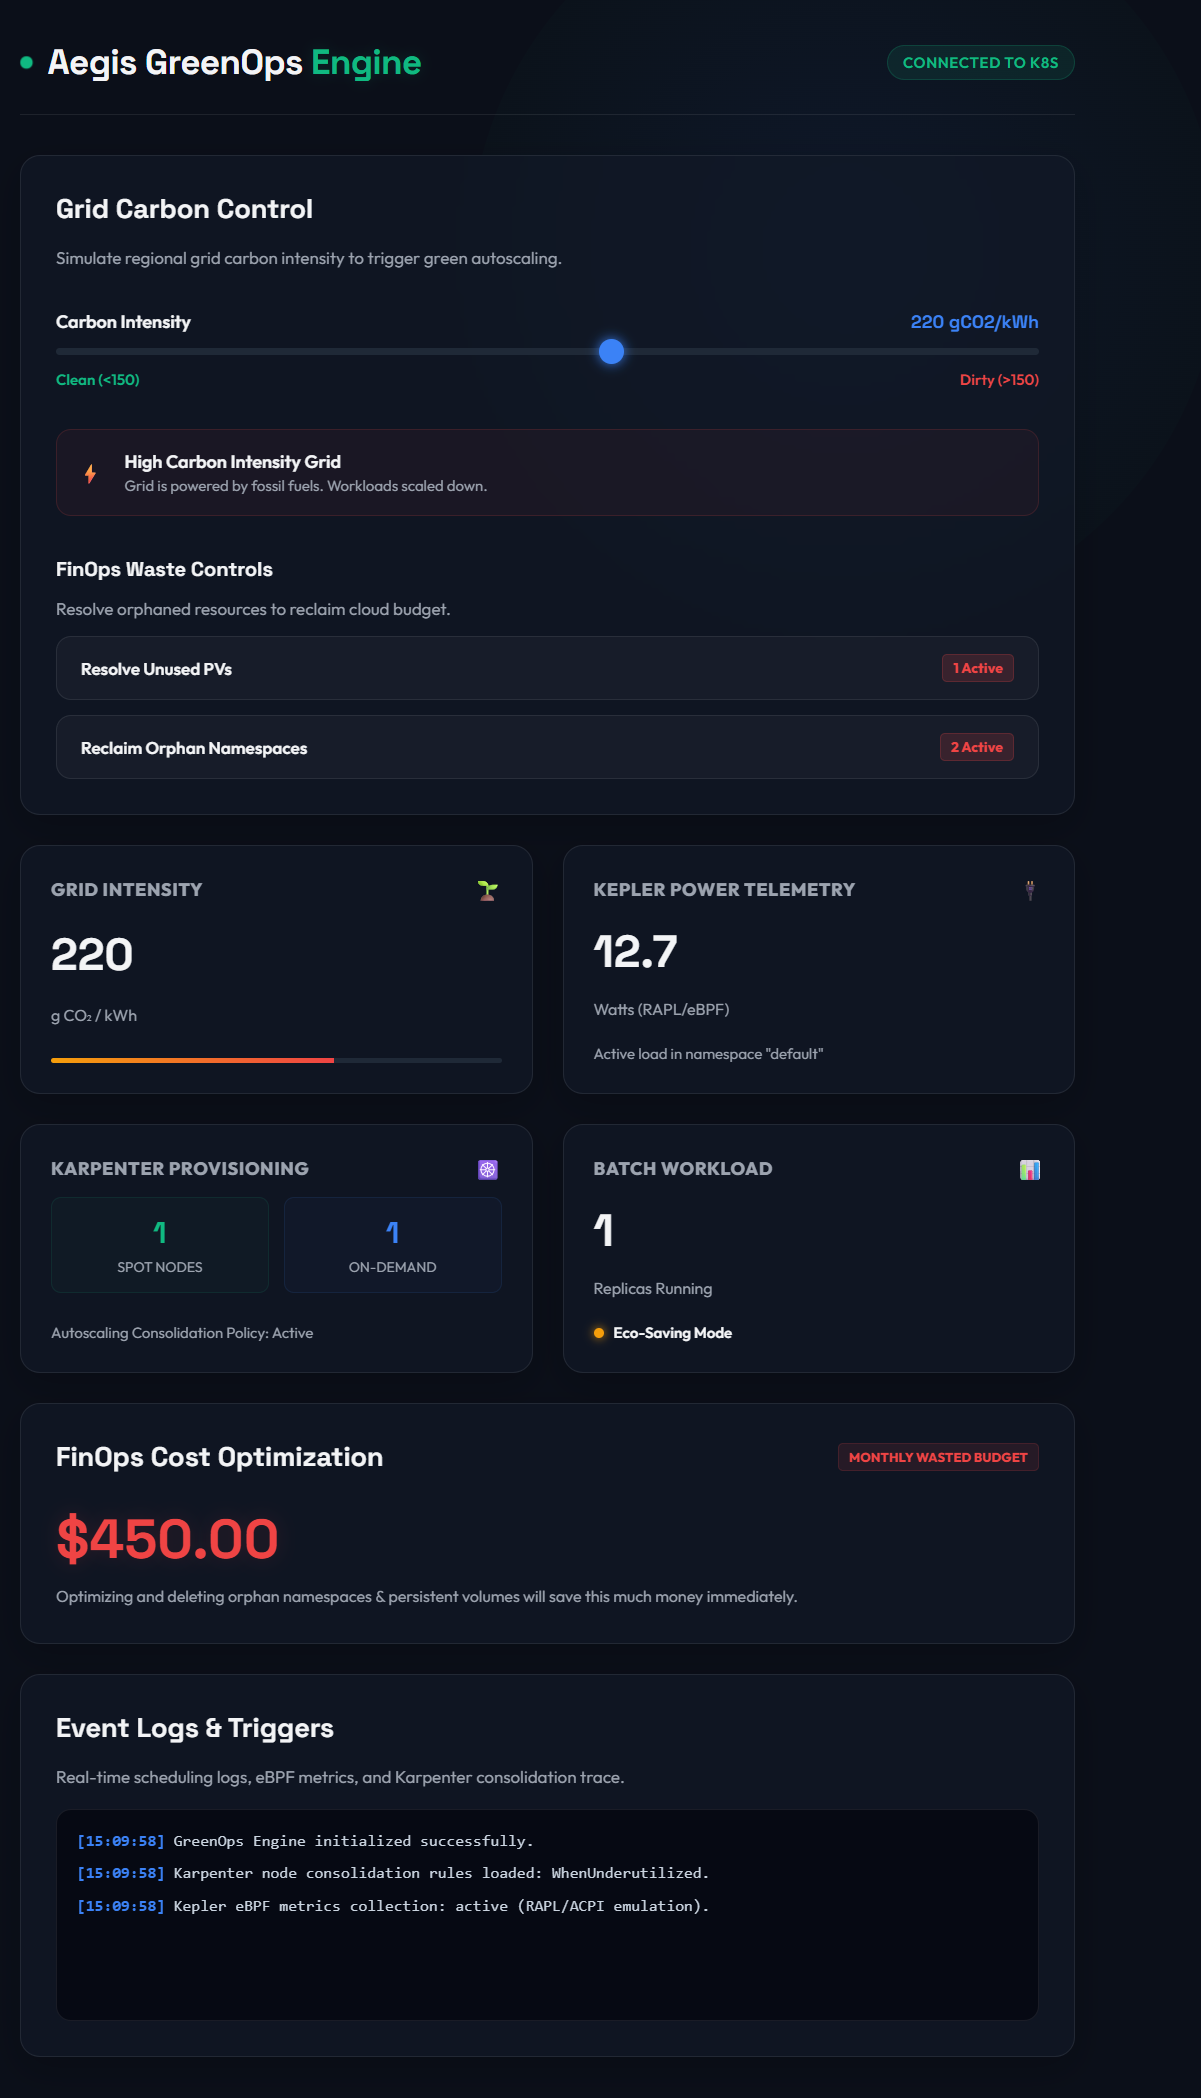 Aegis GreenOps Engine
CONNECTED TO K8S
Grid Carbon Control
Simulate regional grid carbon intensity to trigger green autoscaling.
Carbon Intensity
220 gCO2/kWh
Clean (<150)
Dirty (>150)
High Carbon Intensity Grid
Grid is powered by fossil fuels. Workloads scaled down.
FinOps Waste Controls
Resolve orphaned resources to reclaim cloud budget.
Resolve Unused PVs
1 Active
Reclaim Orphan Namespaces
2 Active
GRID INTENSITY
220
g CO₂ / kWh
KEPLER POWER TELEMETRY
12.7
Watts (RAPL/eBPF)
Active load in namespace "default"
KARPENTER PROVISIONING
1
SPOT NODES
1
ON-DEMAND
Autoscaling Consolidation Policy: Active
BATCH WORKLOAD
1
Replicas Running
Eco-Saving Mode
FinOps Cost Optimization
MONTHLY WASTED BUDGET
$450.00
Optimizing and deleting orphan namespaces & persistent volumes will save this much money immediately.
Event Logs & Triggers
Real-time scheduling logs, eBPF metrics, and Karpenter consolidation trace.
[15:09:58] GreenOps Engine initialized successfully.
[15:09:58] Karpenter node consolidation rules loaded: WhenUnderutilized.
[15:09:58] Kepler eBPF metrics collection: active (RAPL/ACPI emulation).